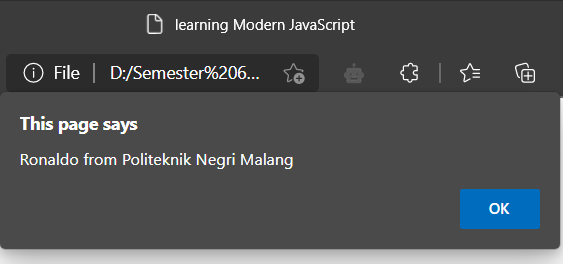 learning Modern JavaScript
File D:/Semester%206...
This page says
Ronaldo from Politeknik Negri Malang
OK